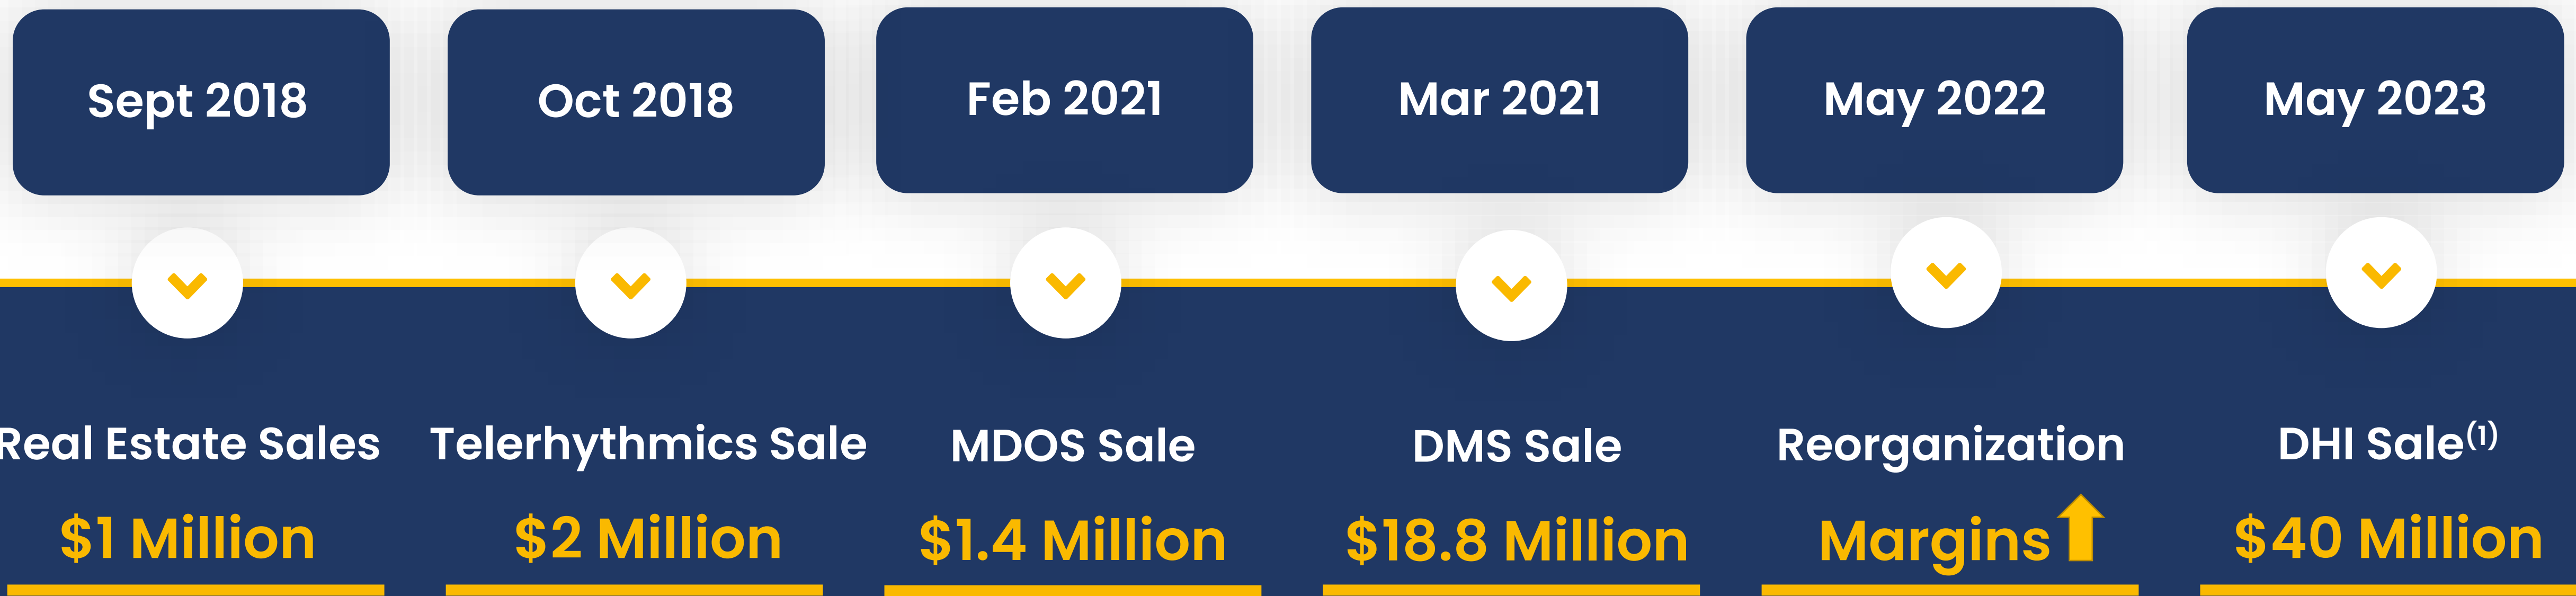 Sept 2018
Oct 2018
Feb 2021
Mar 2021
May 2022
May 2023
Real Estate Sales
Telerhythmics Sale
MDOS Sale
DMS Sale
Reorganization
DHI Sale(1)
$1 Million
$2 Million
$1.4 Million
$18.8 Million
Margins
$40 Million